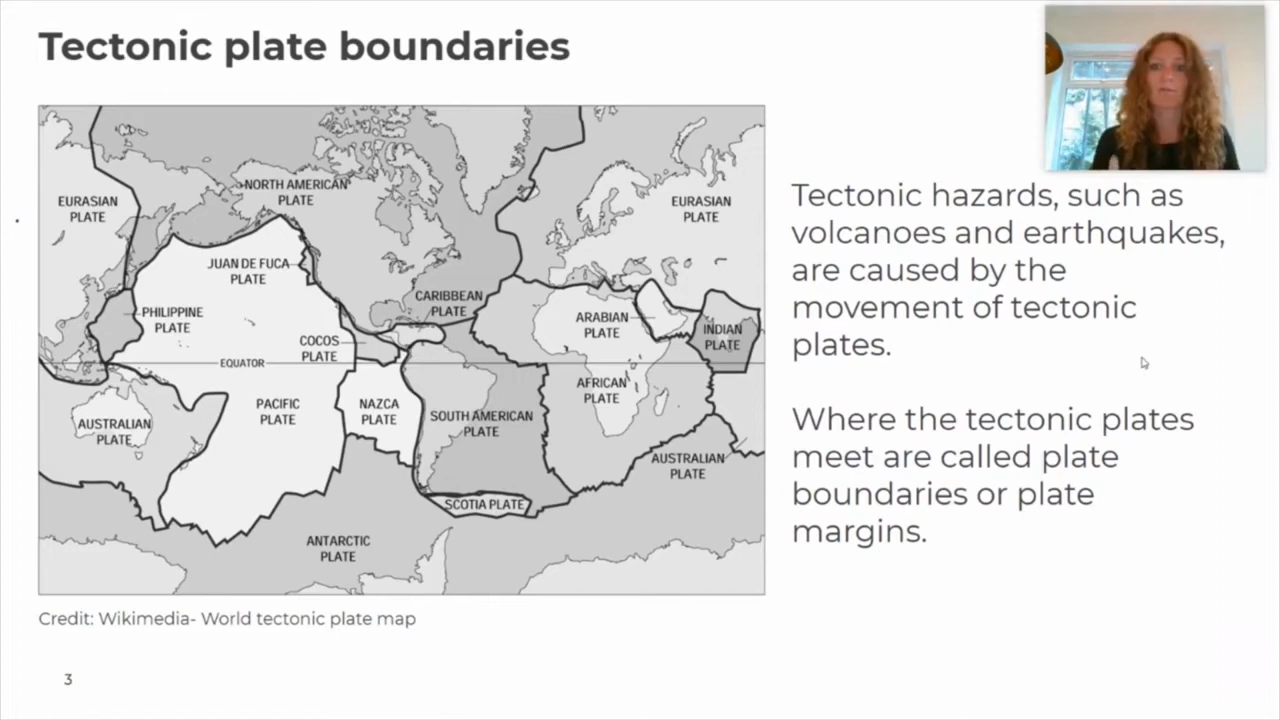 Tectonic plate boundaries
NORTH AMERICAN
PLATE
EURASIAN
PLATE
EURASIAN
PLATE
JUAN DE FUCA
PLATE
CARIBBEAN
PLATE
PHILIPPINE
PLATE
ARABIAN
PLATE
INDIAN
PLATE
COCOS
PLATE
EQUATOR
AFRICAN
PLATE
PACIFIC
PLATE
NAZCA
PLATE
SOUTH AMERICAN
PLATE
AUSTRALIAN
PLATE
AUSTRALIAN
PLATE
SCOTIA PLATE
ANTARCTIC
PLATE
Credit: Wikimedia- World tectonic plate map
Tectonic hazards, such as
volcanoes and earthquakes,
are caused by the
movement of tectonic
plates.
Where the tectonic plates
meet are called plate
boundaries or plate
margins.
3